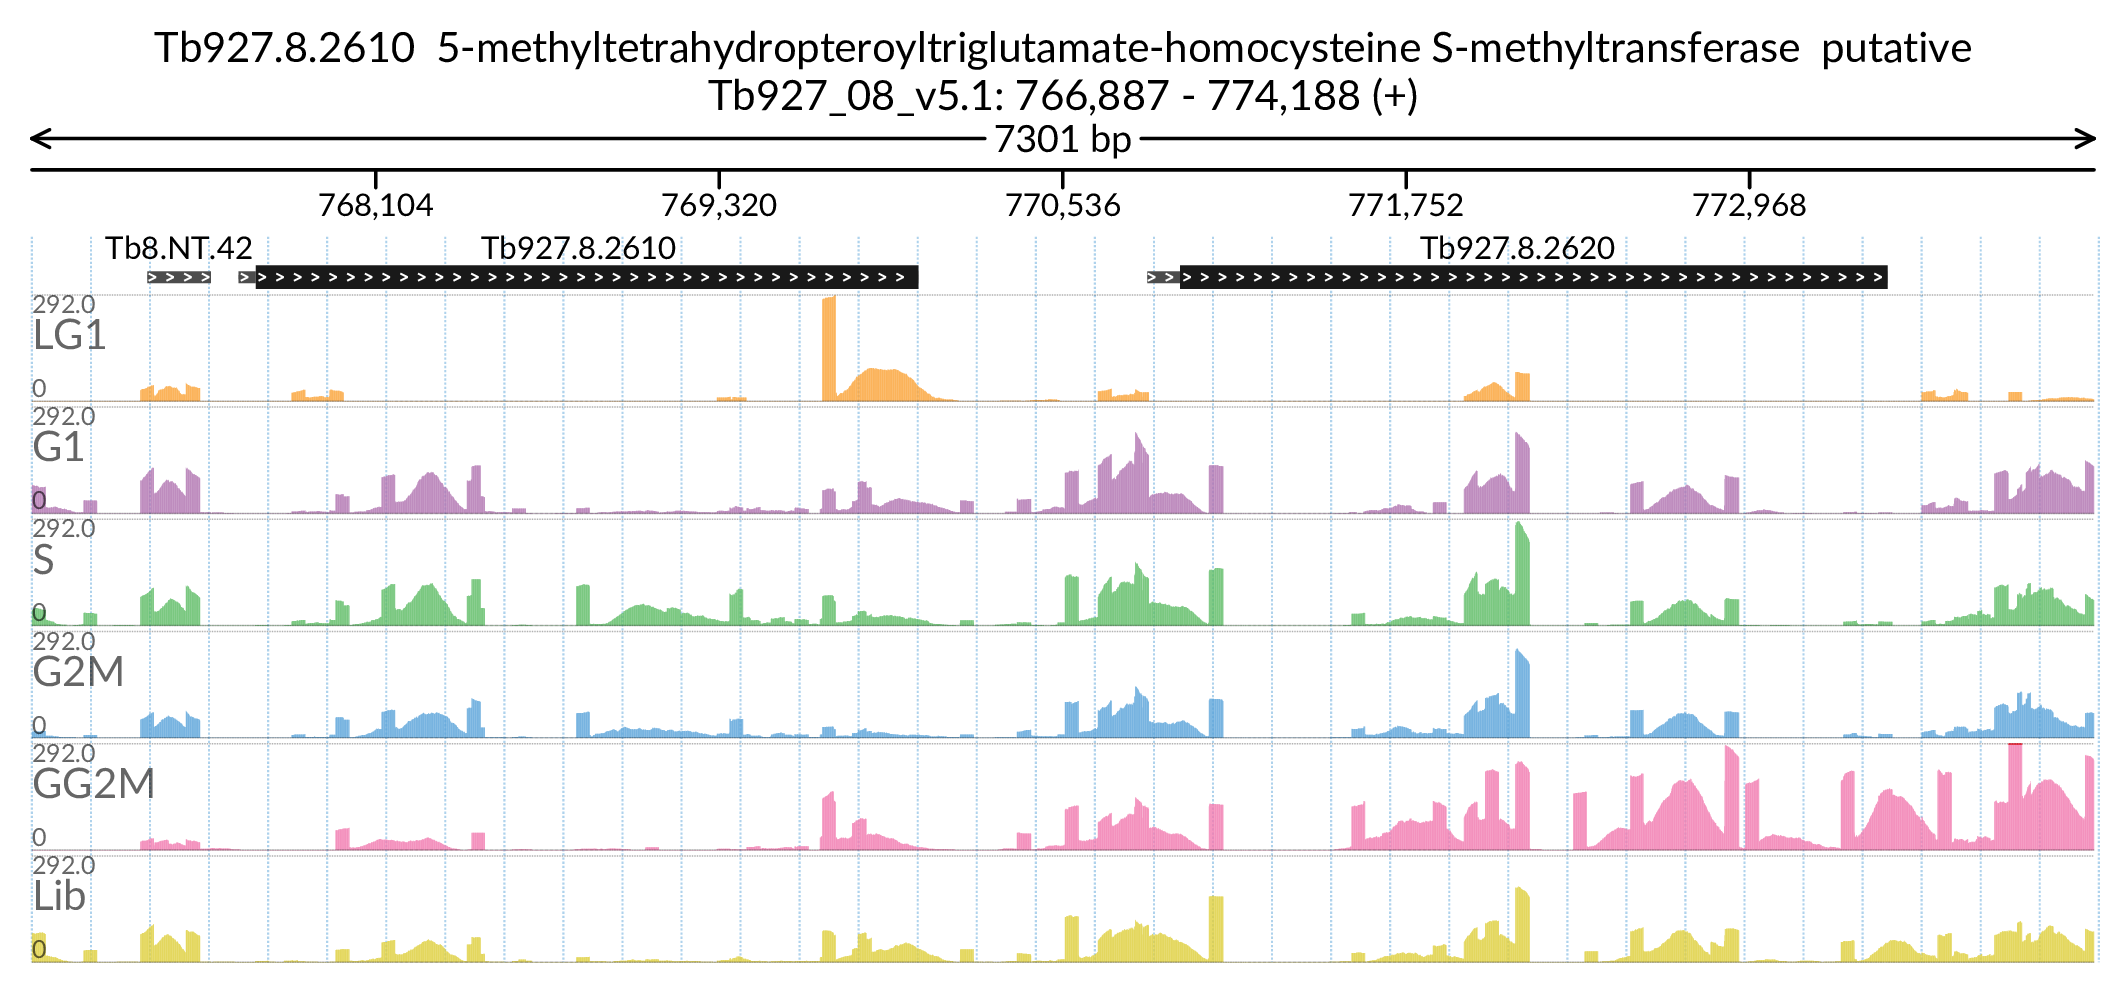 Tb927.8.2610 5-methyltetrahydropteroyltriglutamate-homocysteine S-methyltransferase putative
Tb927_08_v5.1: 766,887 - 774,188 (+)
7301 bp
768,104 769,320 770,536 771,752 772,968
Tb8.NT.42 Tb927.8.2610 Tb927.8.2620
292.0
LG1
0
292.0
G1
0
292.0
S
0
292.0
G2M
0
292.0
GG2M
0
292.0
Lib
0